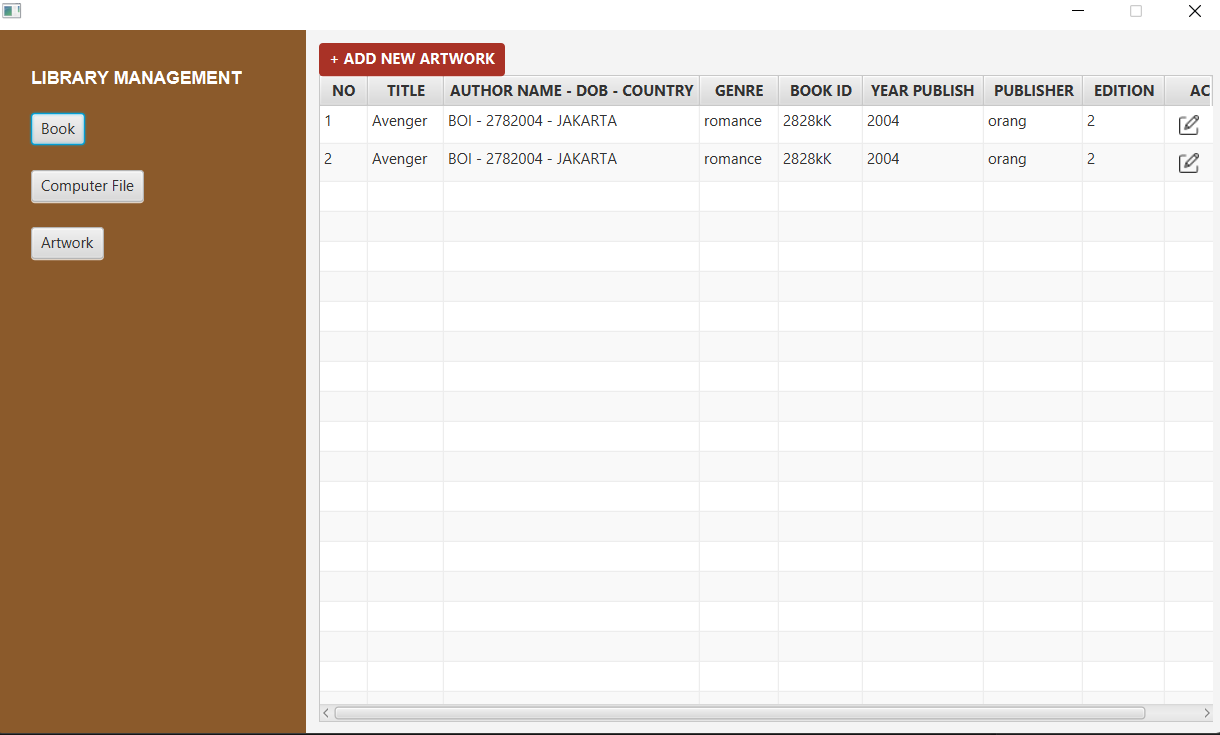 LIBRARY MANAGEMENT
Book
Computer File
Artwork
+ ADD NEW ARTWORK
NO TITLE AUTHOR NAME - DOB - COUNTRY GENRE BOOK ID YEAR PUBLISH PUBLISHER EDITION AC
1 Avenger BOI - 2782004 - JAKARTA romance 2828kK 2004 orang 2
2 Avenger BOI - 2782004 - JAKARTA romance 2828kK 2004 orang 2